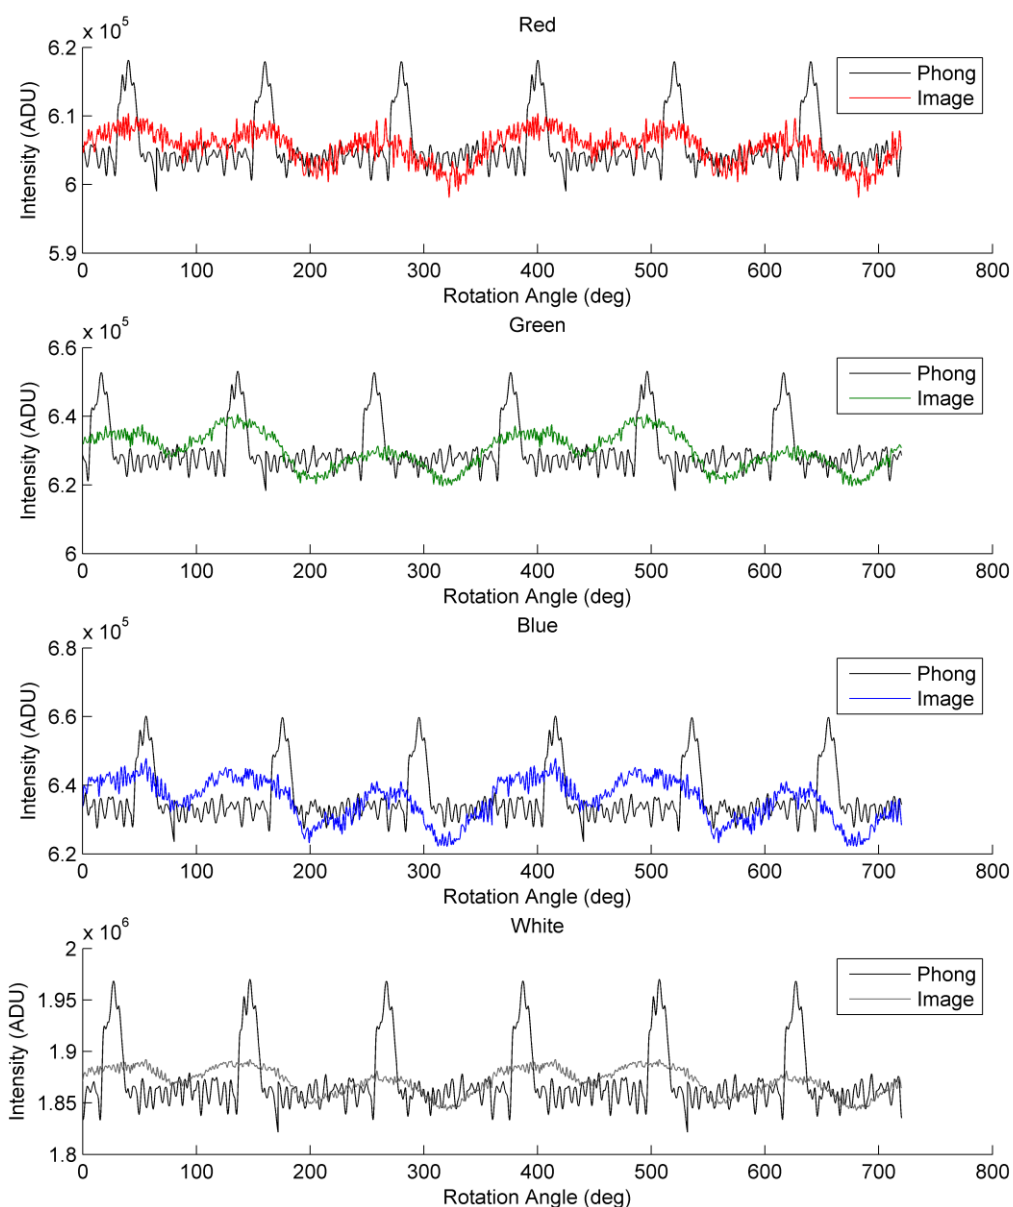 Red
x 10^5
6.2
6.1
6
5.9
Intensity (ADU)
Phong
Image
0 100 200 300 400 500 600 700 800
Rotation Angle (deg)
Green
x 10^5
6.6
6.4
6.2
6
Intensity (ADU)
Phong
Image
0 100 200 300 400 500 600 700 800
Rotation Angle (deg)
Blue
x 10^5
6.8
6.6
6.4
6.2
Intensity (ADU)
Phong
Image
0 100 200 300 400 500 600 700 800
Rotation Angle (deg)
White
x 10^6
2
1.95
1.9
1.85
1.8
Intensity (ADU)
Phong
Image
0 100 200 300 400 500 600 700 800
Rotation Angle (deg)